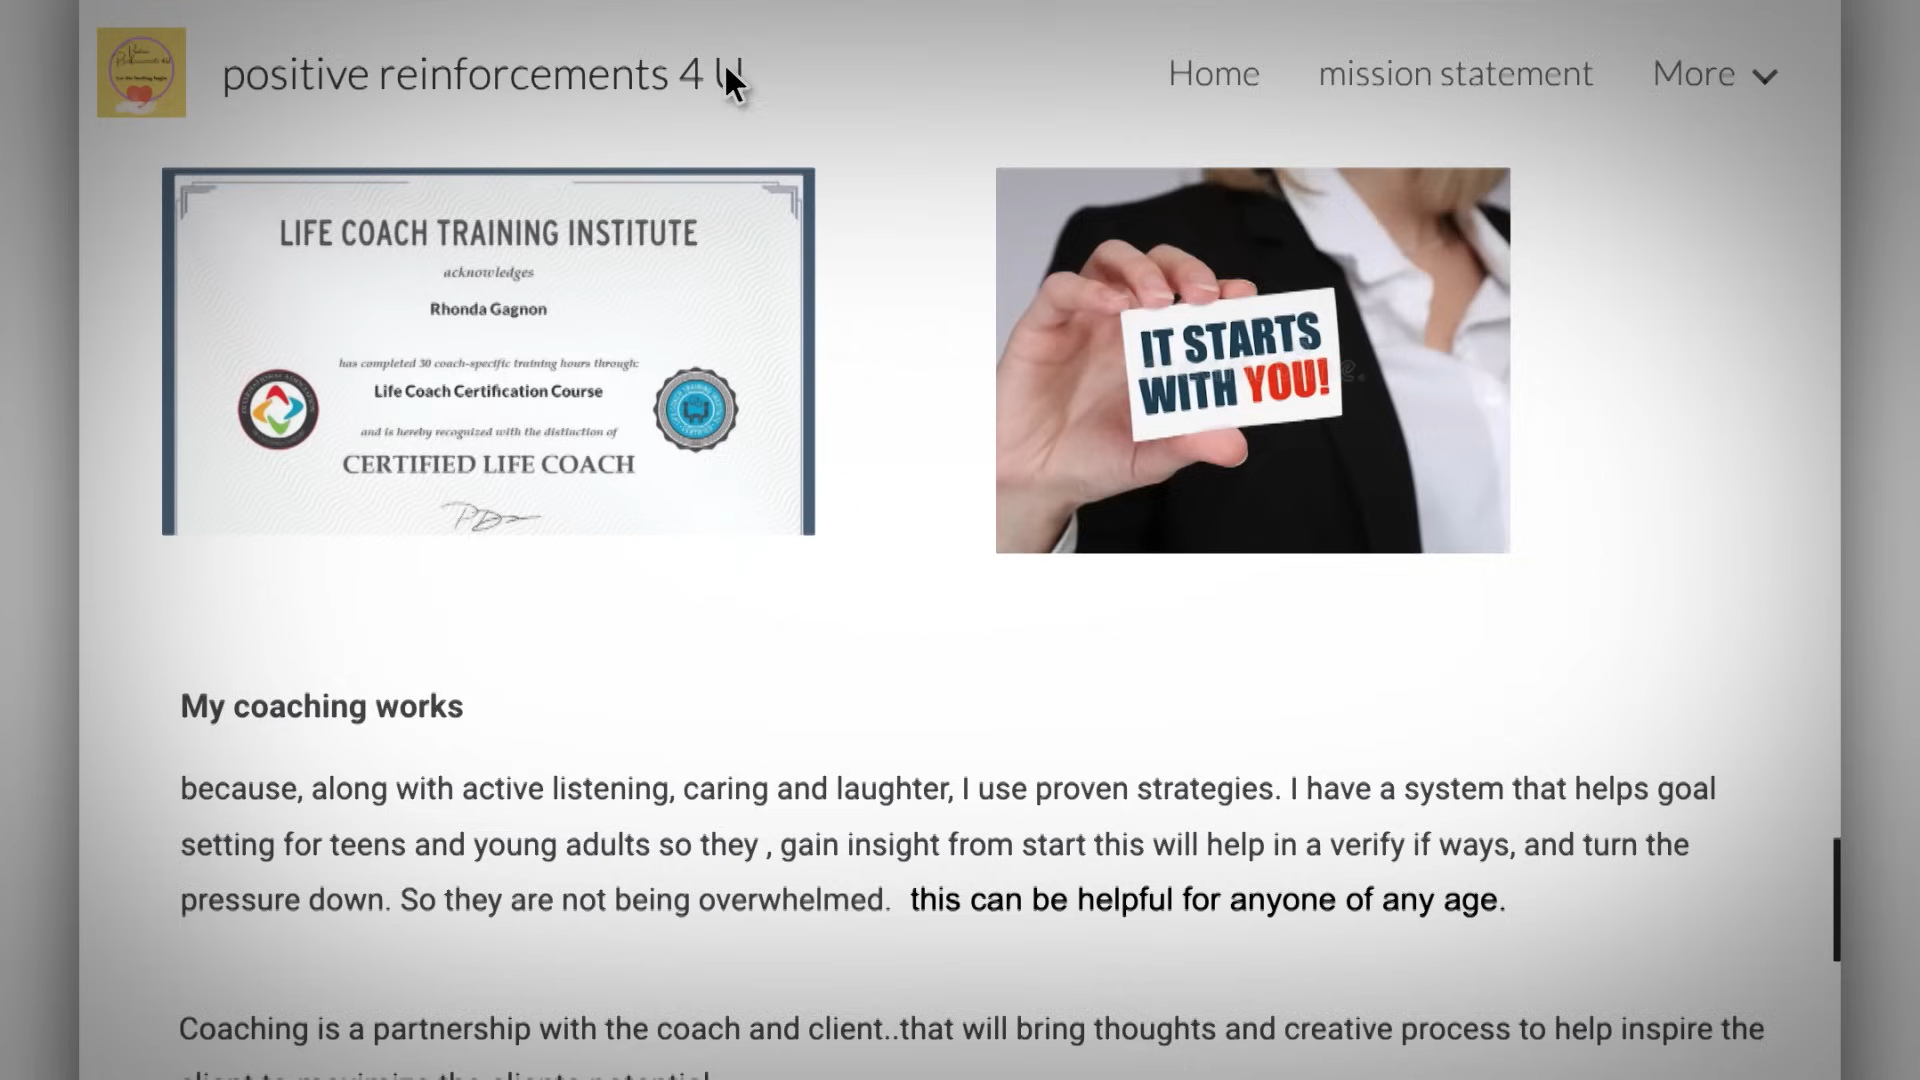 positive reinforcements 4 U
Home
mission statement
More
LIFE COACH TRAINING INSTITUTE
acknowledges
Rhonda Gagnon
has completed 30 coach-specific training hours through:
Life Coach Certification Course
and is hereby recognized with the distinction of
CERTIFIED LIFE COACH
IT STARTS
WITH YOU!
My coaching works
because, along with active listening, caring and laughter, I use proven strategies. I have a system that helps goal
setting for teens and young adults so they , gain insight from start this will help in a verify if ways, and turn the
pressure down. So they are not being overwhelmed. this can be helpful for anyone of any age.
Coaching is a partnership with the coach and client..that will bring thoughts and creative process to help inspire the
client to maximize the clients potential